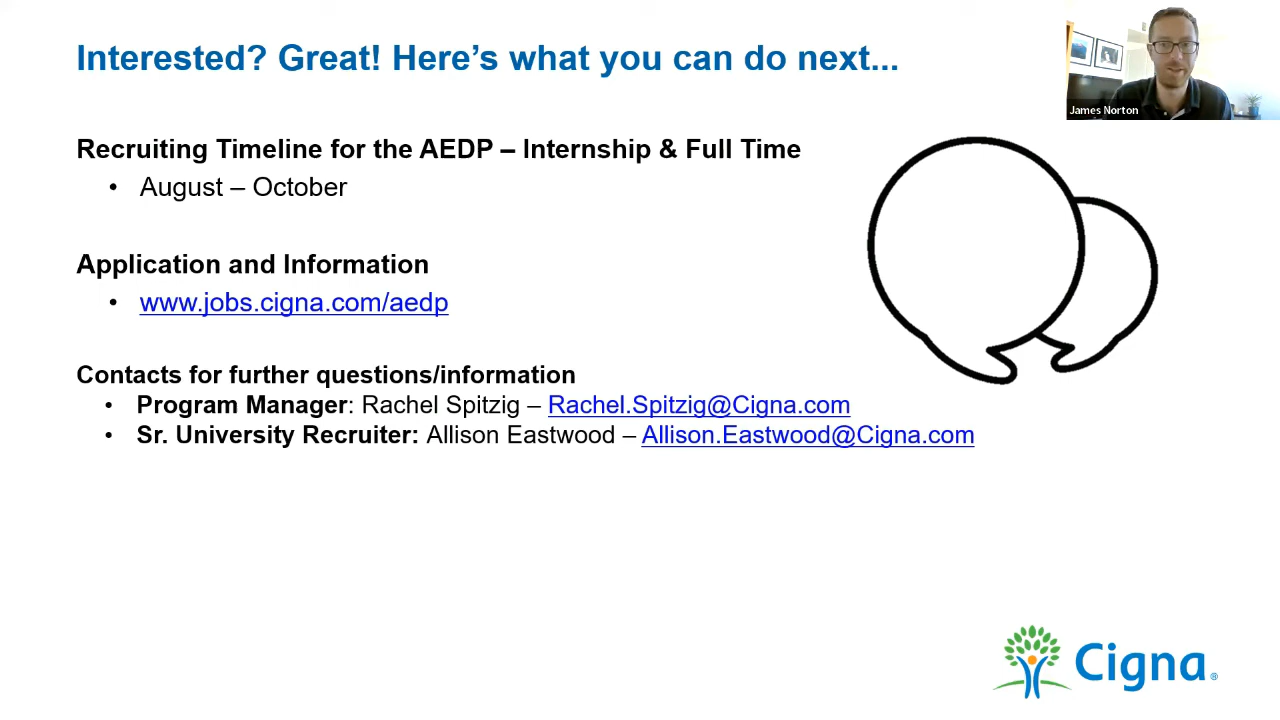 Interested? Great! Here's what you can do next...
James Norton
Recruiting Timeline for the AEDP – Internship & Full Time
• August – October
Application and Information
• www.jobs.cigna.com/aedp
Contacts for further questions/information
• Program Manager: Rachel Spitzig – Rachel.Spitzig@Cigna.com
• Sr. University Recruiter: Allison Eastwood – Allison.Eastwood@Cigna.com
Cigna®